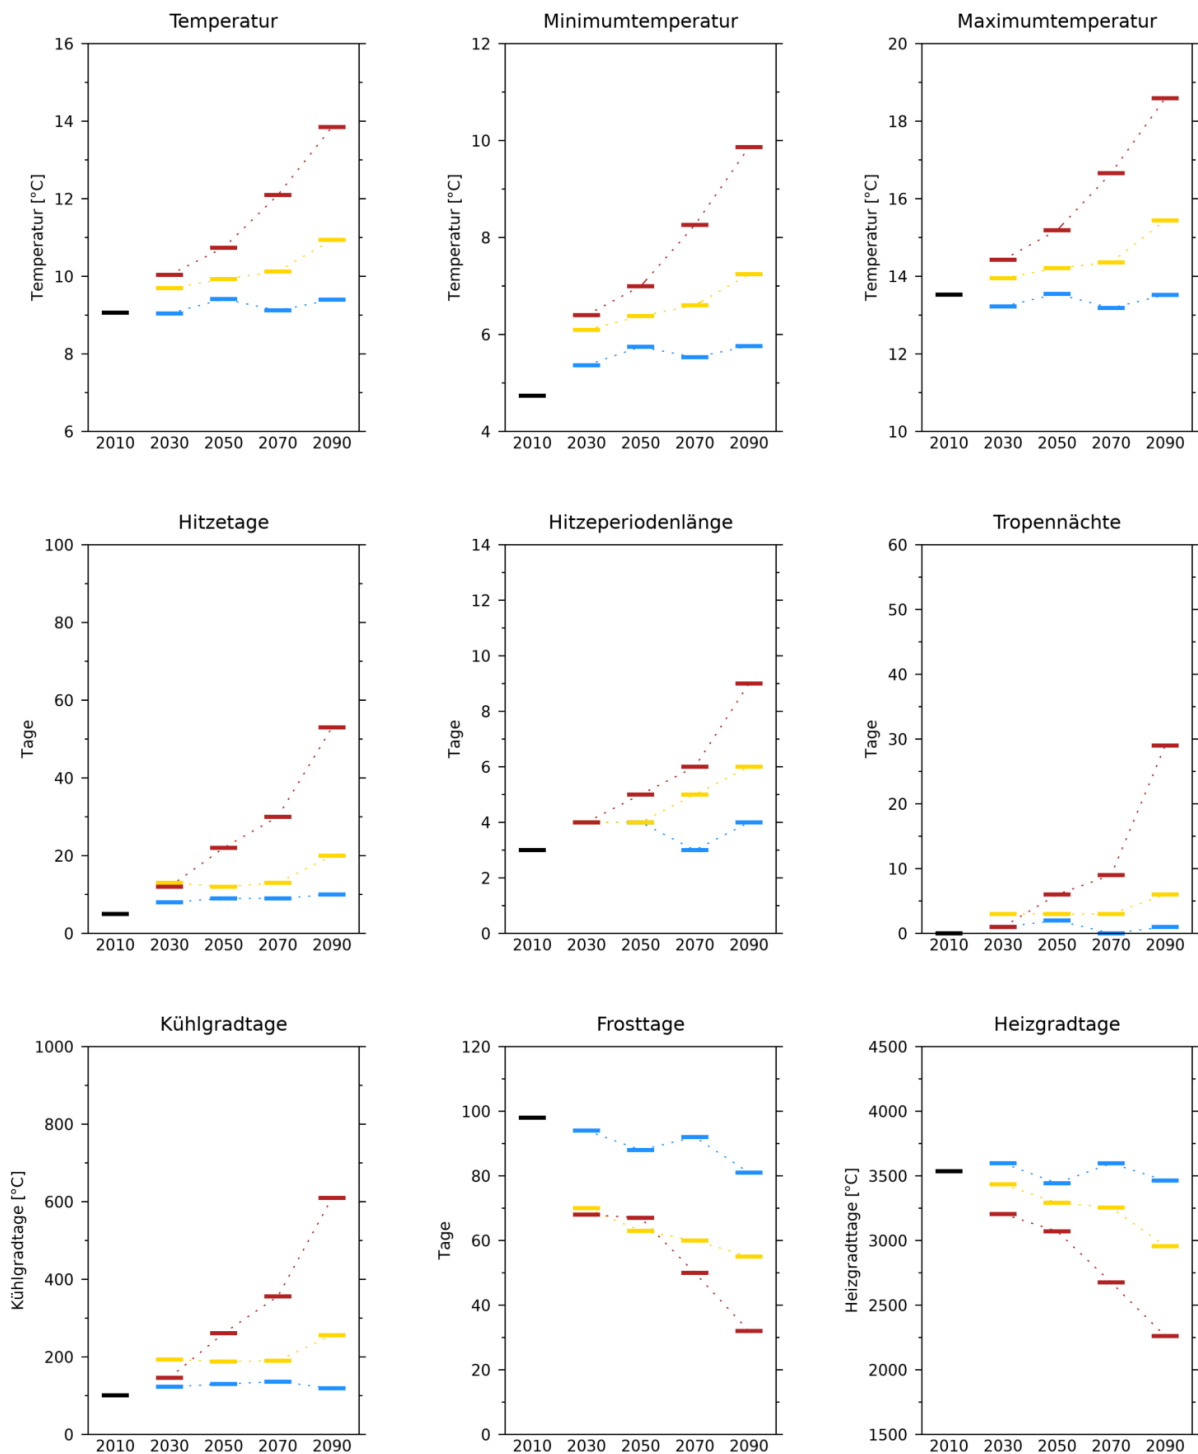 Temperatur
Minimumtemperatur
Maximumtemperatur
16
14
12
10
8
6
Temperatur [°C]
2010 2030 2050 2070 2090
12
10
8
6
4
Temperatur [°C]
2010 2030 2050 2070 2090
20
18
16
14
12
10
Temperatur [°C]
2010 2030 2050 2070 2090
Hitzetage
Hitzeperiodenlänge
Tropennächte
100
80
60
40
20
0
Tage
2010 2030 2050 2070 2090
14
12
10
8
6
4
2
0
Tage
2010 2030 2050 2070 2090
60
50
40
30
20
10
0
Tage
2010 2030 2050 2070 2090
Kühlgradtage
Frosttage
Heizgradtage
1000
800
600
400
200
0
Kühlgradtage [°C]
2010 2030 2050 2070 2090
120
100
80
60
40
20
0
Tage
2010 2030 2050 2070 2090
4500
4000
3500
3000
2500
2000
1500
Heizgradttage [°C]
2010 2030 2050 2070 2090